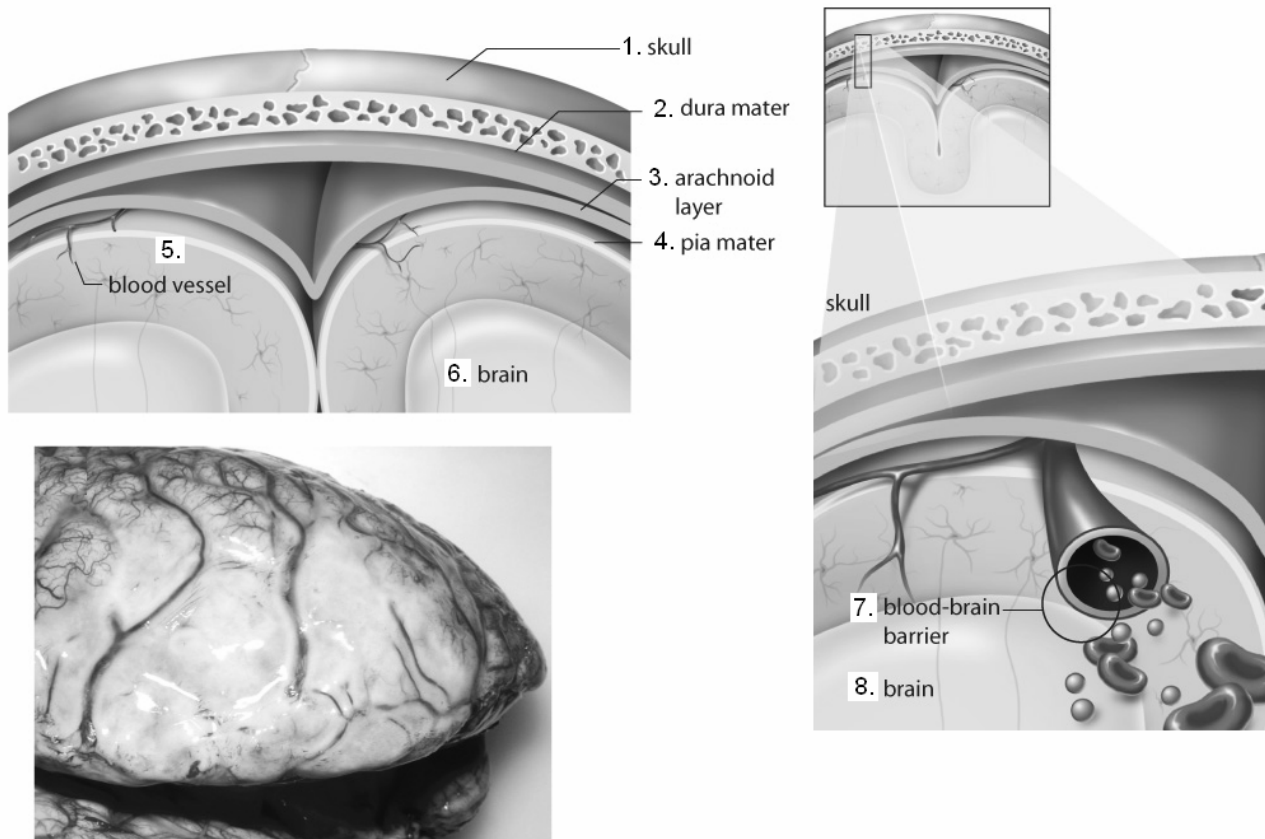 1. skull
2. dura mater
3. arachnoid
layer
4. pia mater
5.
blood vessel
6. brain
skull
7. blood-brain
barrier
8. brain